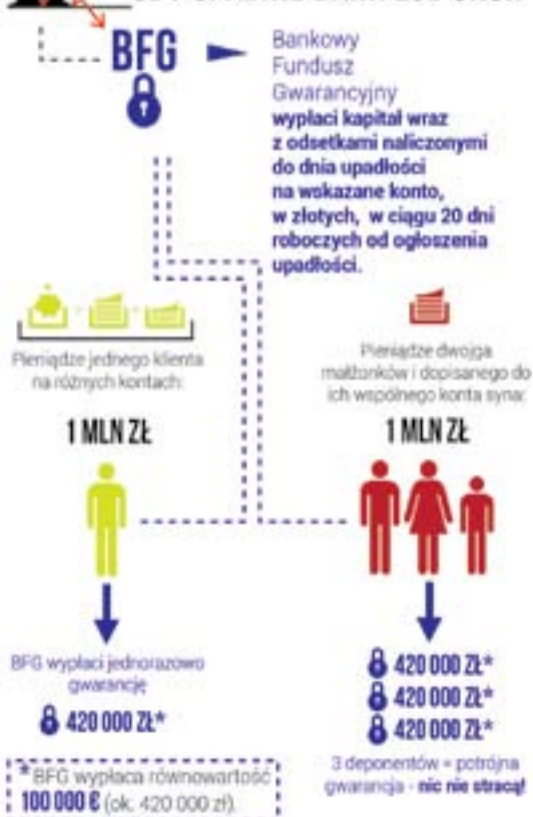 BFG
Bankowy
Fundusz
Gwarancyjny
wypłaci kapitał wraz
z odsetkami naliczonymi
do dnia upadłości
na wskazane konto,
w złotych, w ciągu 20 dni
roboczych od ogłoszenia
upadłości.
Pieniądze jednego klienta
na różnych kontach:
1 MLN ZŁ
Pieniądze dwojga
małżonków i dopisanego do
ich wspólnego konta syna:
1 MLN ZŁ
BFG wypłaci jednorazowo
gwarancję
420 000 ZŁ*
* BFG wypłaca równowartość
100 000 € (ok. 420 000 zł).
420 000 ZŁ*
420 000 ZŁ*
420 000 ZŁ*
3 deponentów = potrójna
gwarancja - nic nie stracą!